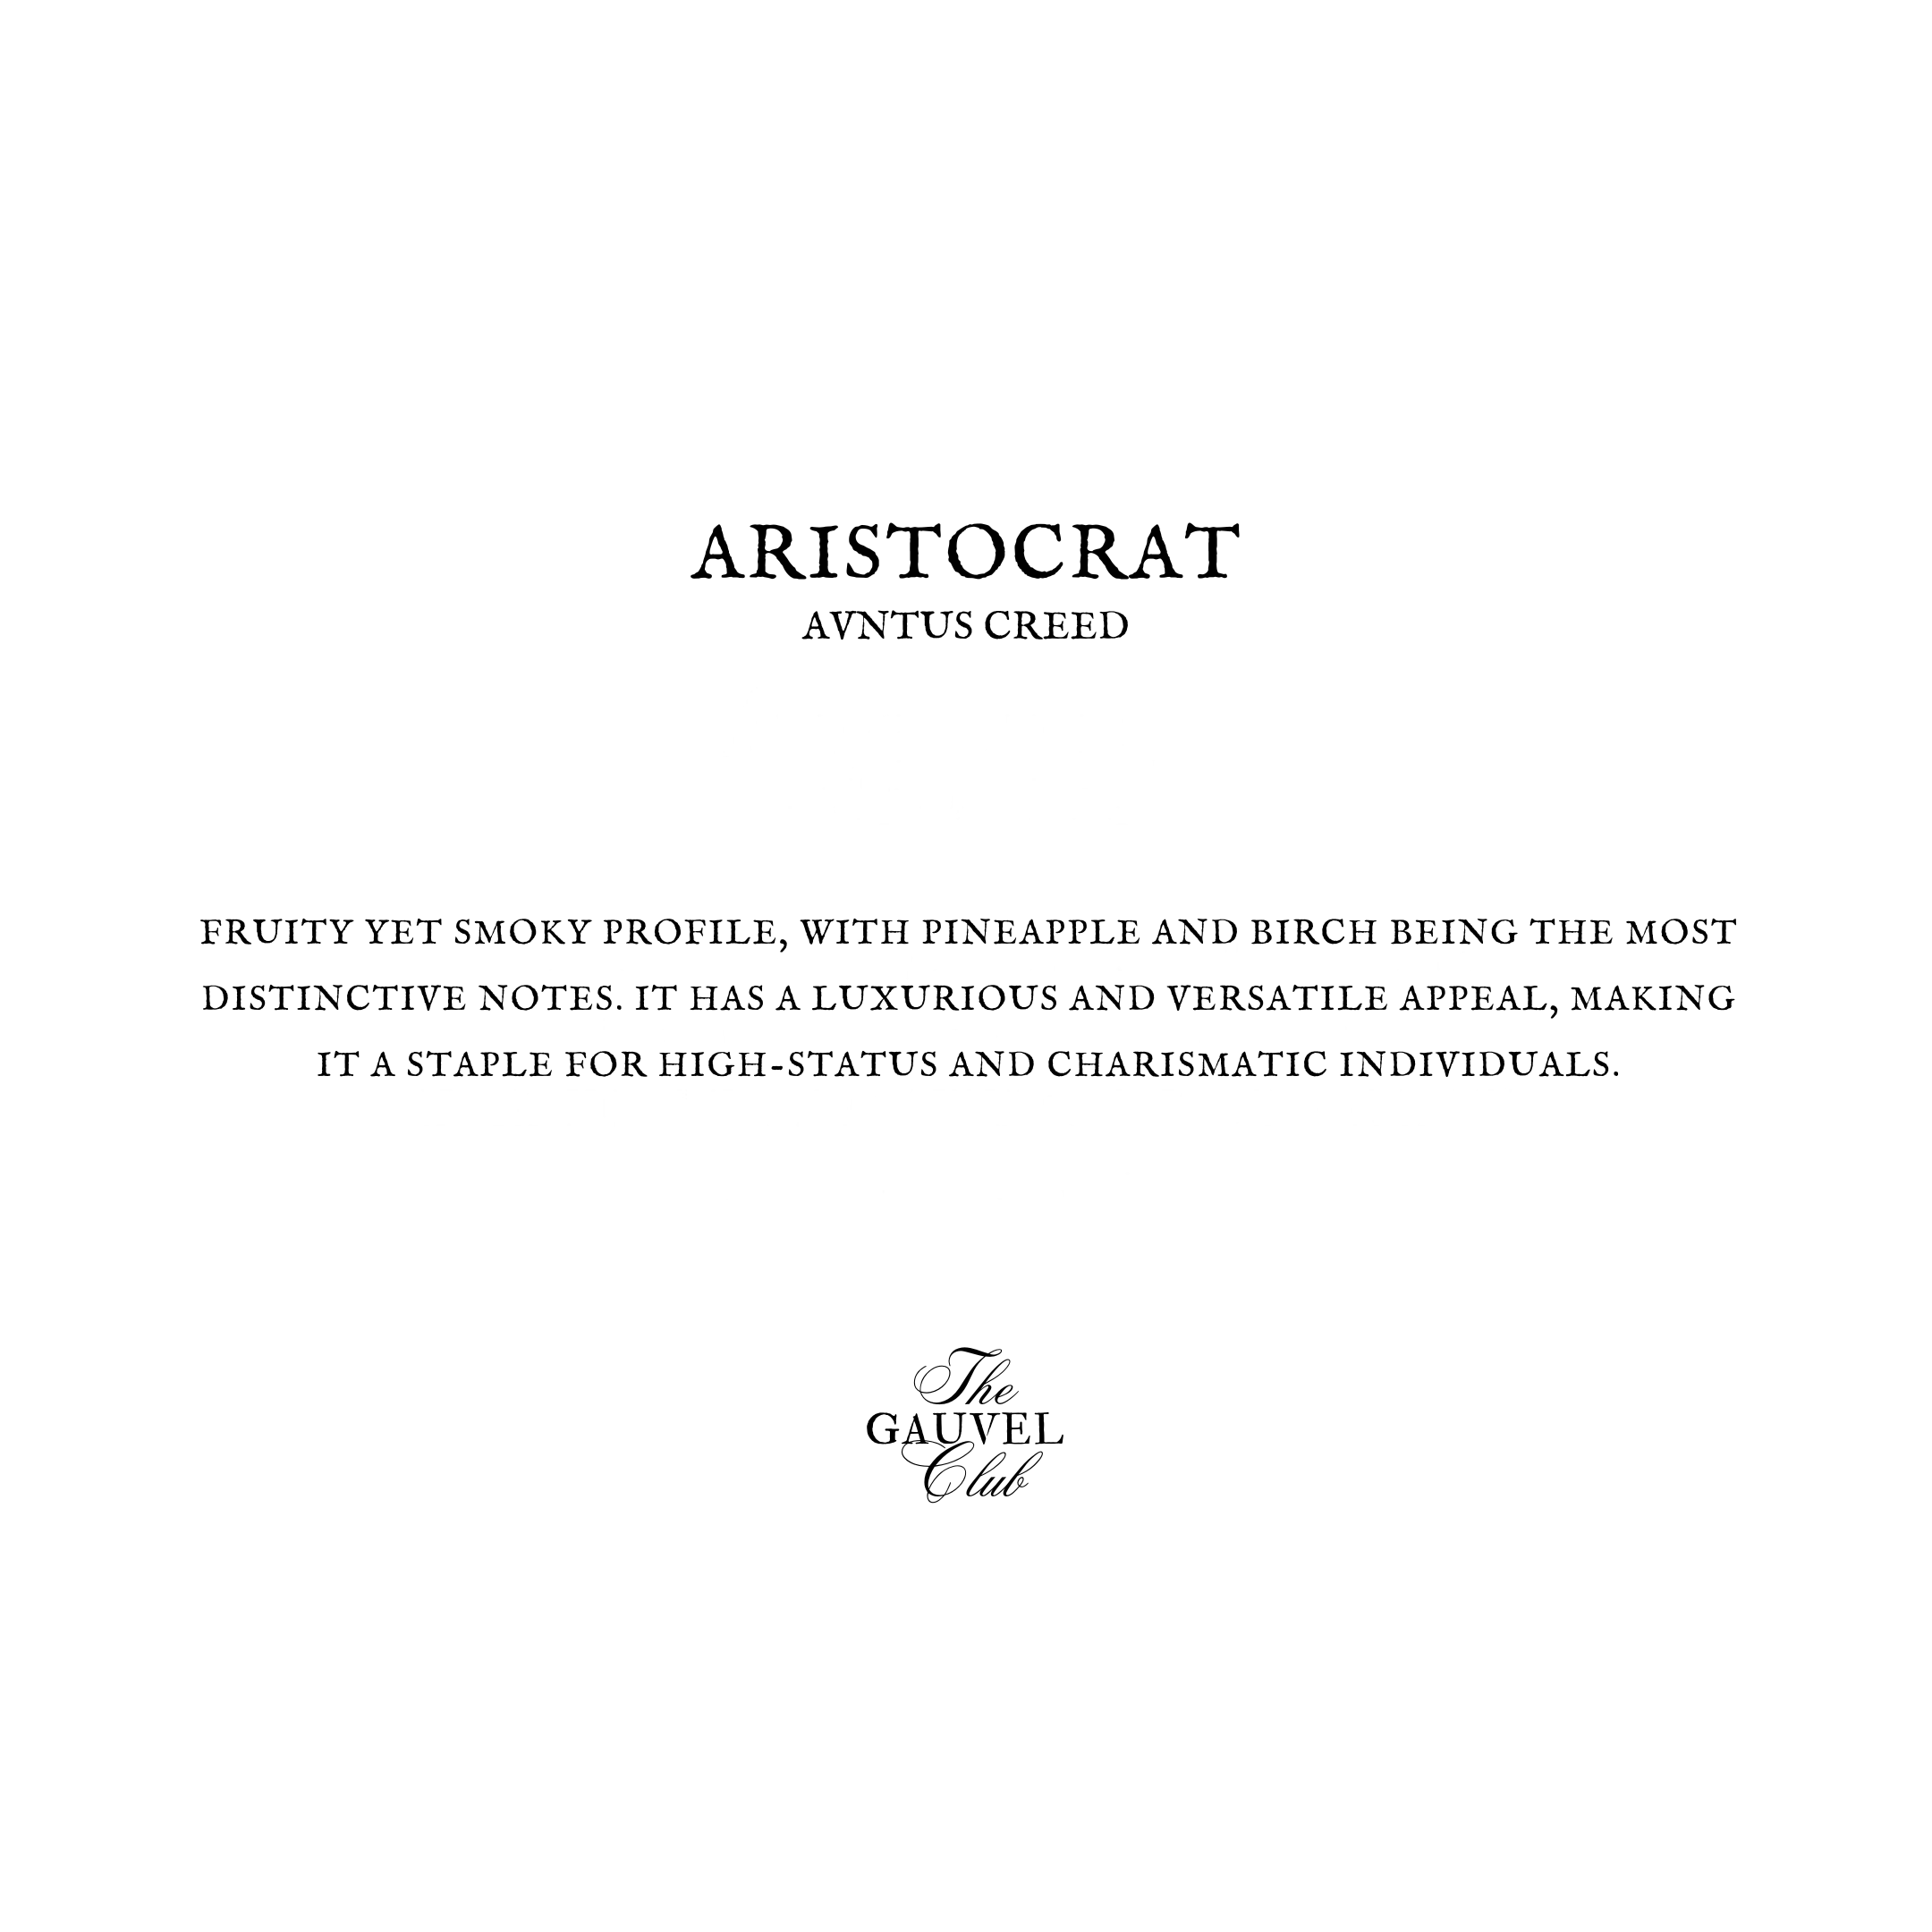 ARISTOCRAT
AVNTUS CREED
FRUITY YET SMOKY PROFILE, WITH PINEAPPLE AND BIRCH BEING THE MOST
DISTINCTIVE NOTES. IT HAS A LUXURIOUS AND VERSATILE APPEAL, MAKING
IT A STAPLE FOR HIGH-STATUS AND CHARISMATIC INDIVIDUALS.
The
GAUVEL
Club